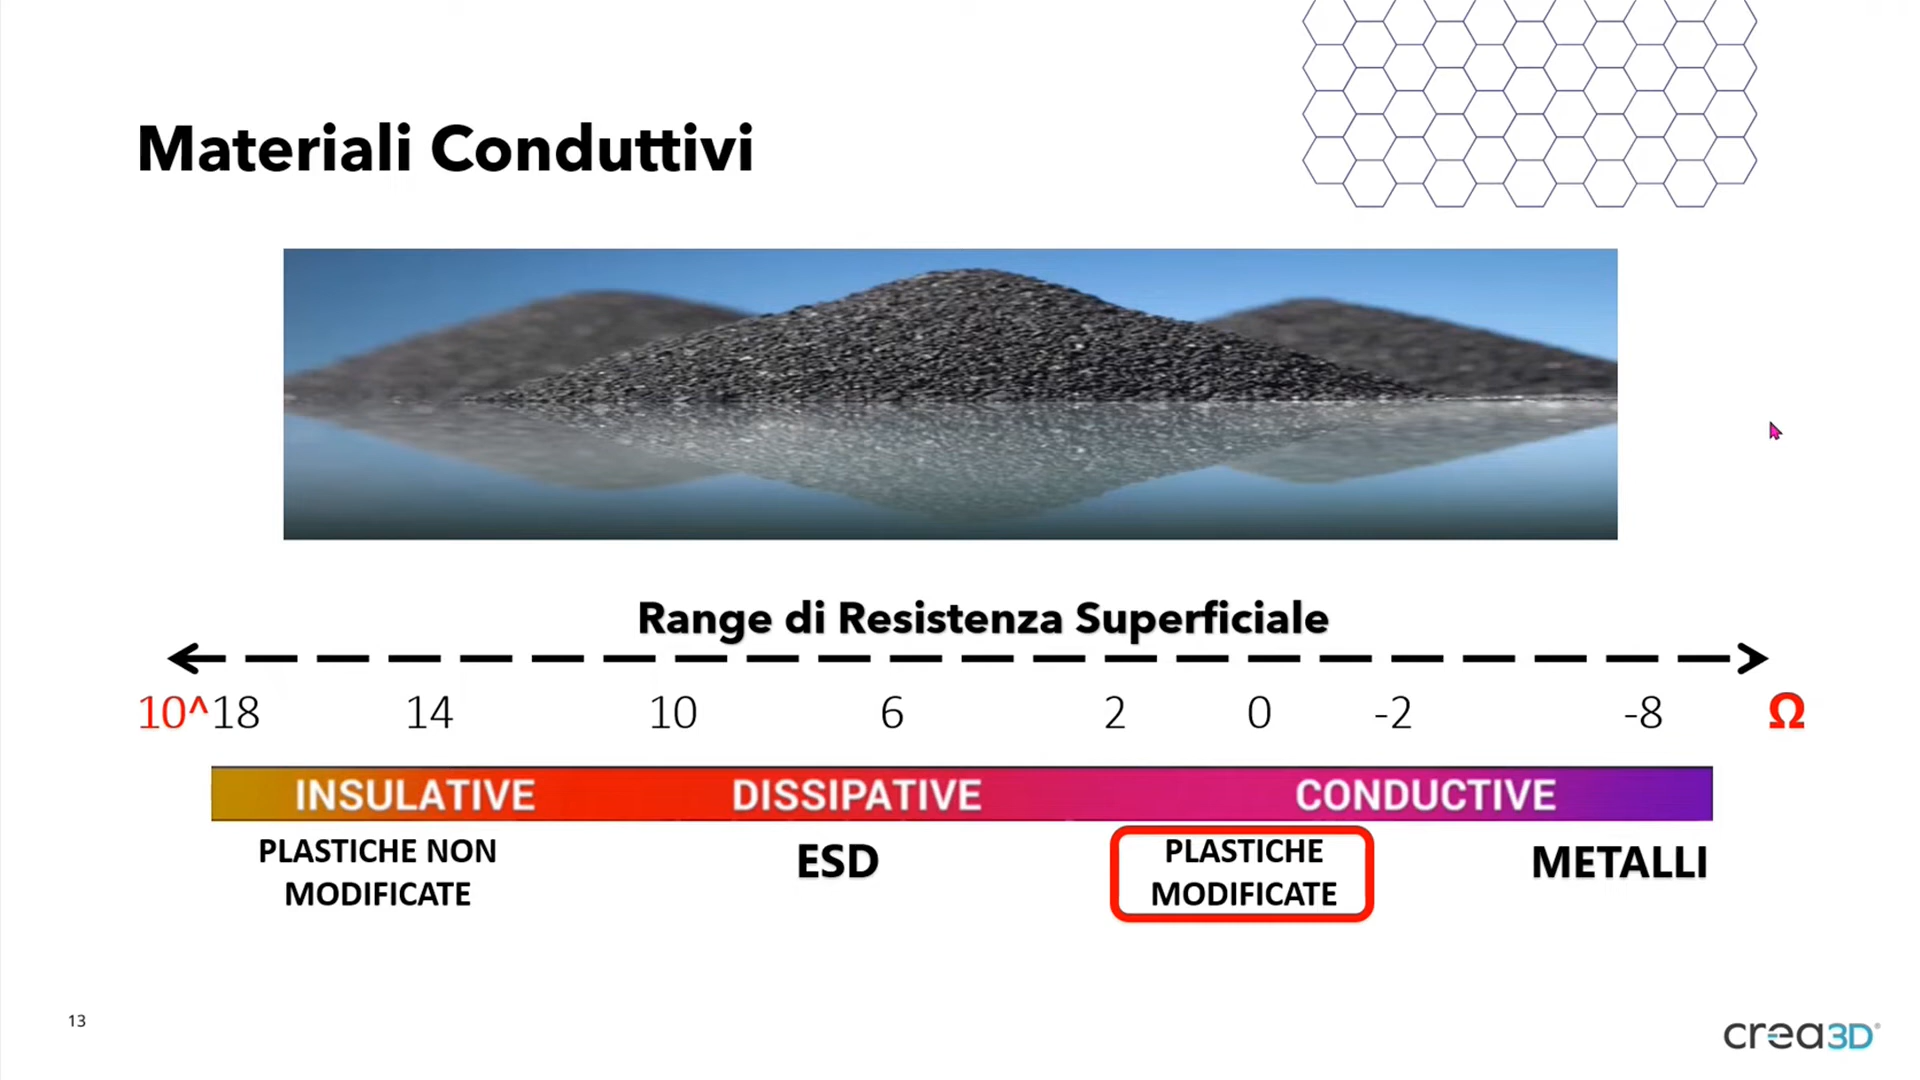 Materiali Conduttivi
Range di Resistenza Superficiale
10^18 14 10 6 2 0 -2 -8 Ω
INSULATIVE DISSIPATIVE CONDUCTIVE
PLASTICHE NON
MODIFICATE
ESD
PLASTICHE
MODIFICATE
METALLI
13
crea3D®